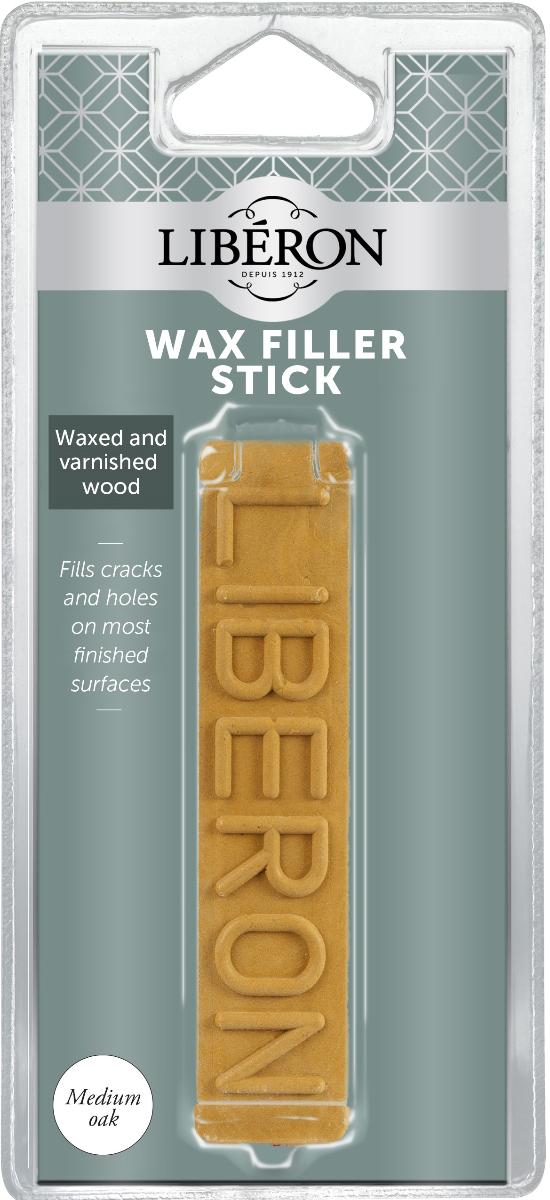 LIBÉRON
DEPUIS 1912
WAX FILLER
STICK
Waxed and
varnished
wood
Fills cracks
and holes
on most
finished
surfaces
LIBERON
Medium
oak